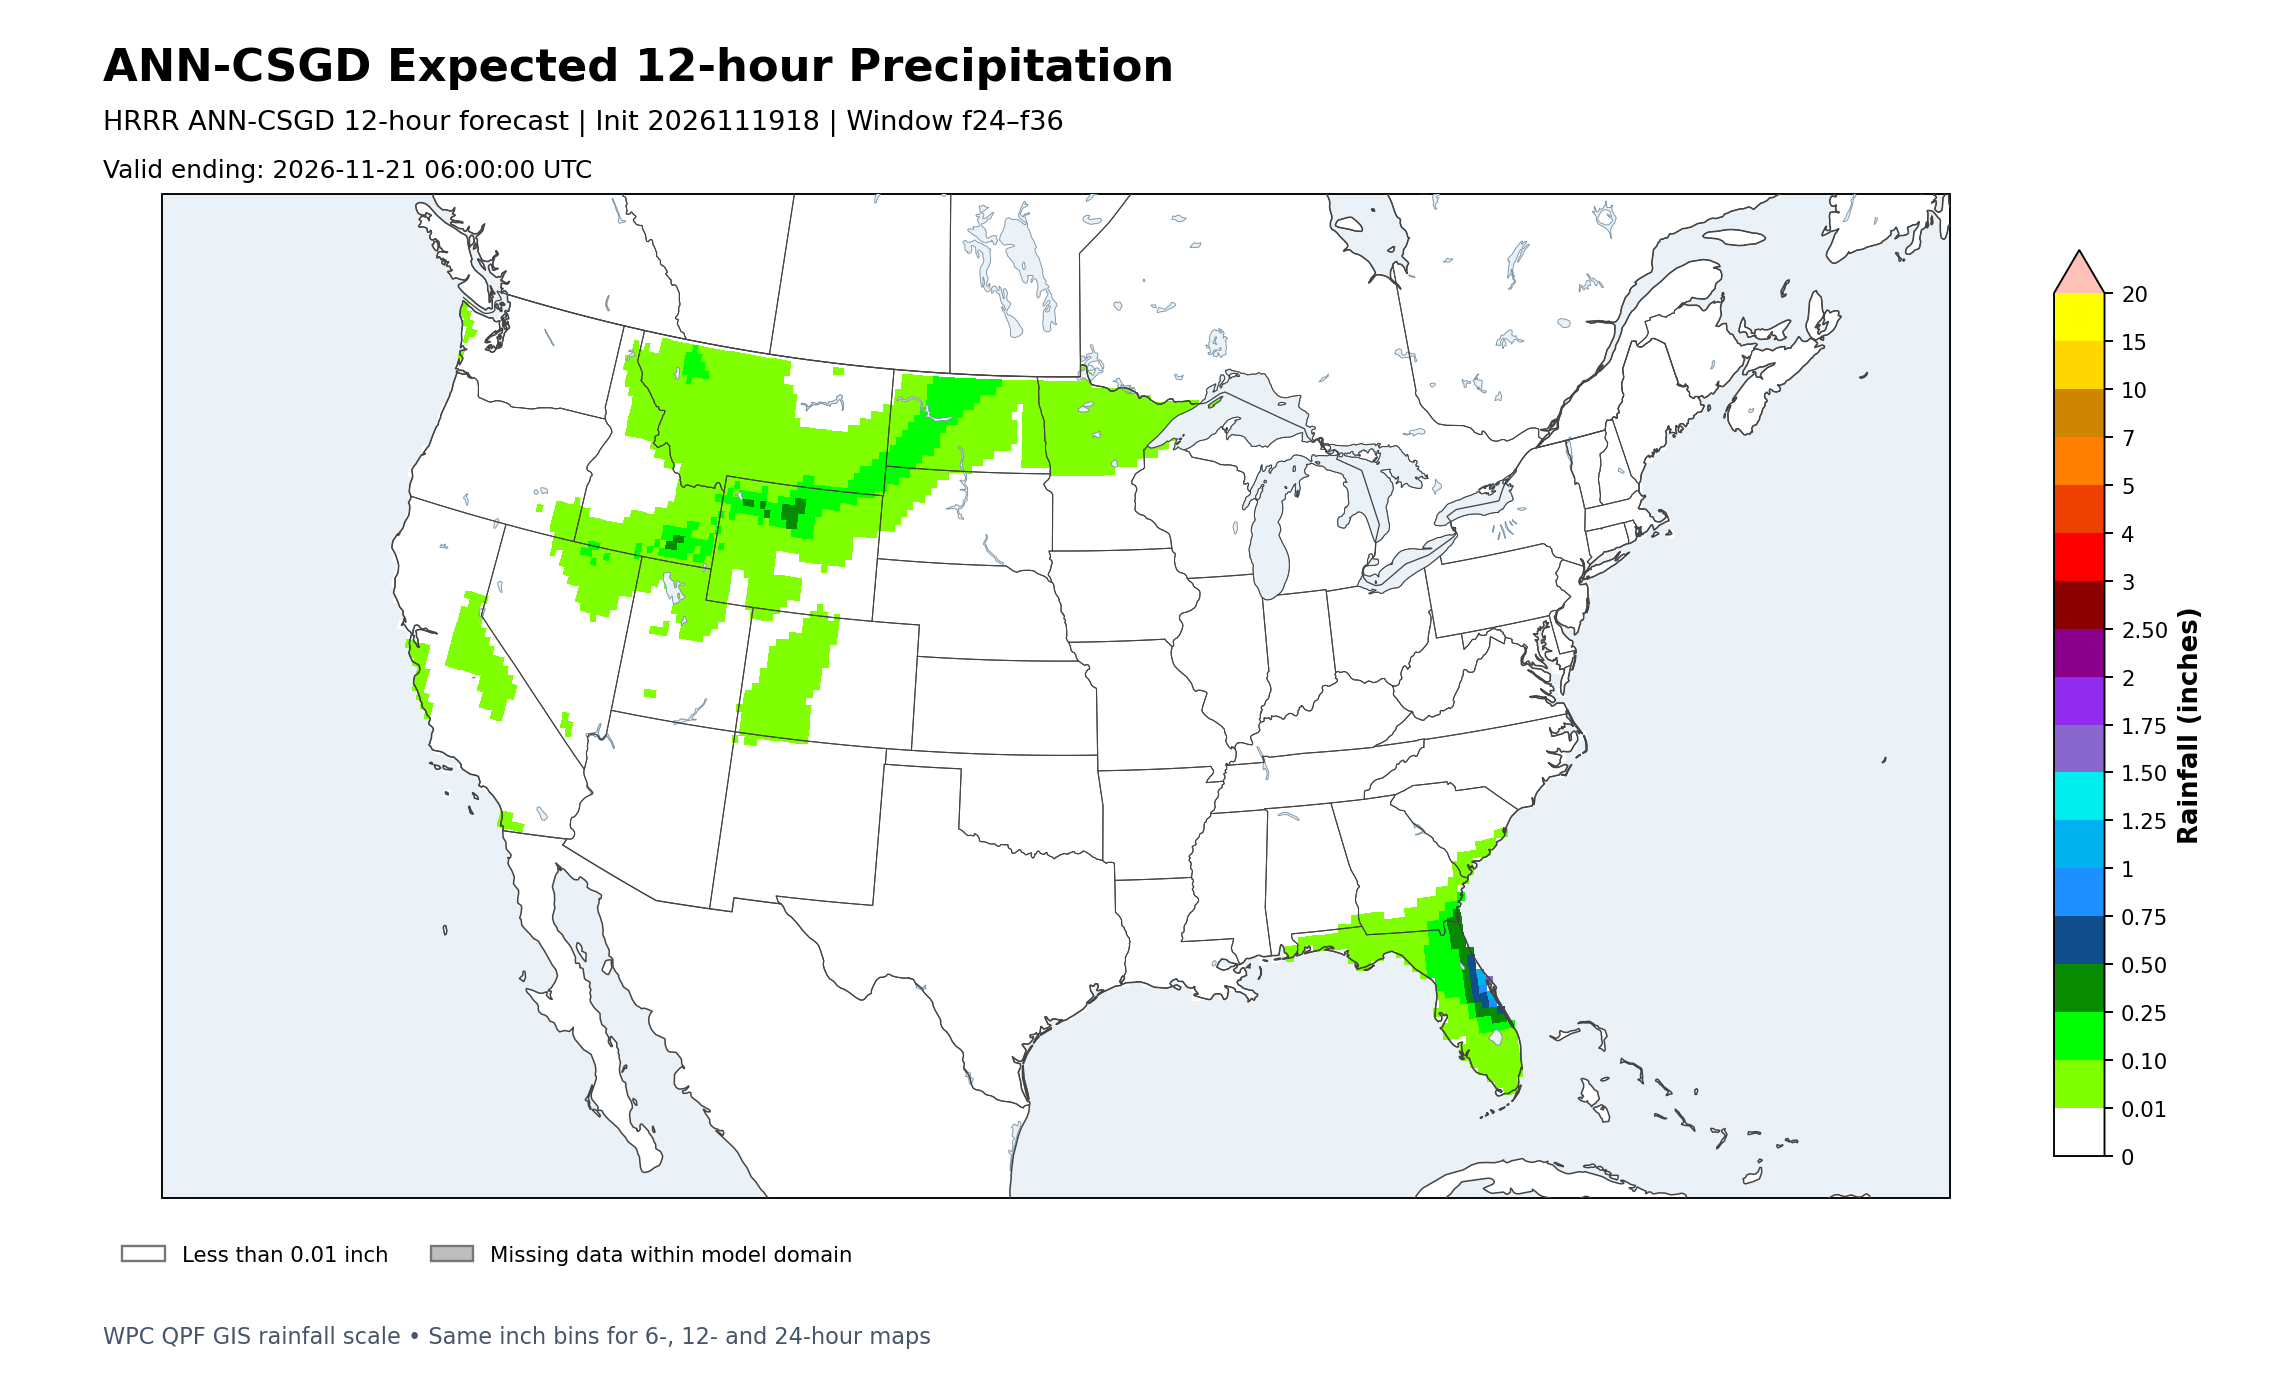 ANN-CSGD Expected 12-hour Precipitation
HRRR ANN-CSGD 12-hour forecast | Init 2026111918 | Window f24–f36
Valid ending: 2026-11-21 06:00:00 UTC
20
15
10
7
5
4
3
2.50
2
1.75
1.50
1.25
1
0.75
0.50
0.25
0.10
0.01
0
Rainfall (inches)
Less than 0.01 inch
Missing data within model domain
WPC QPF GIS rainfall scale • Same inch bins for 6-, 12- and 24-hour maps